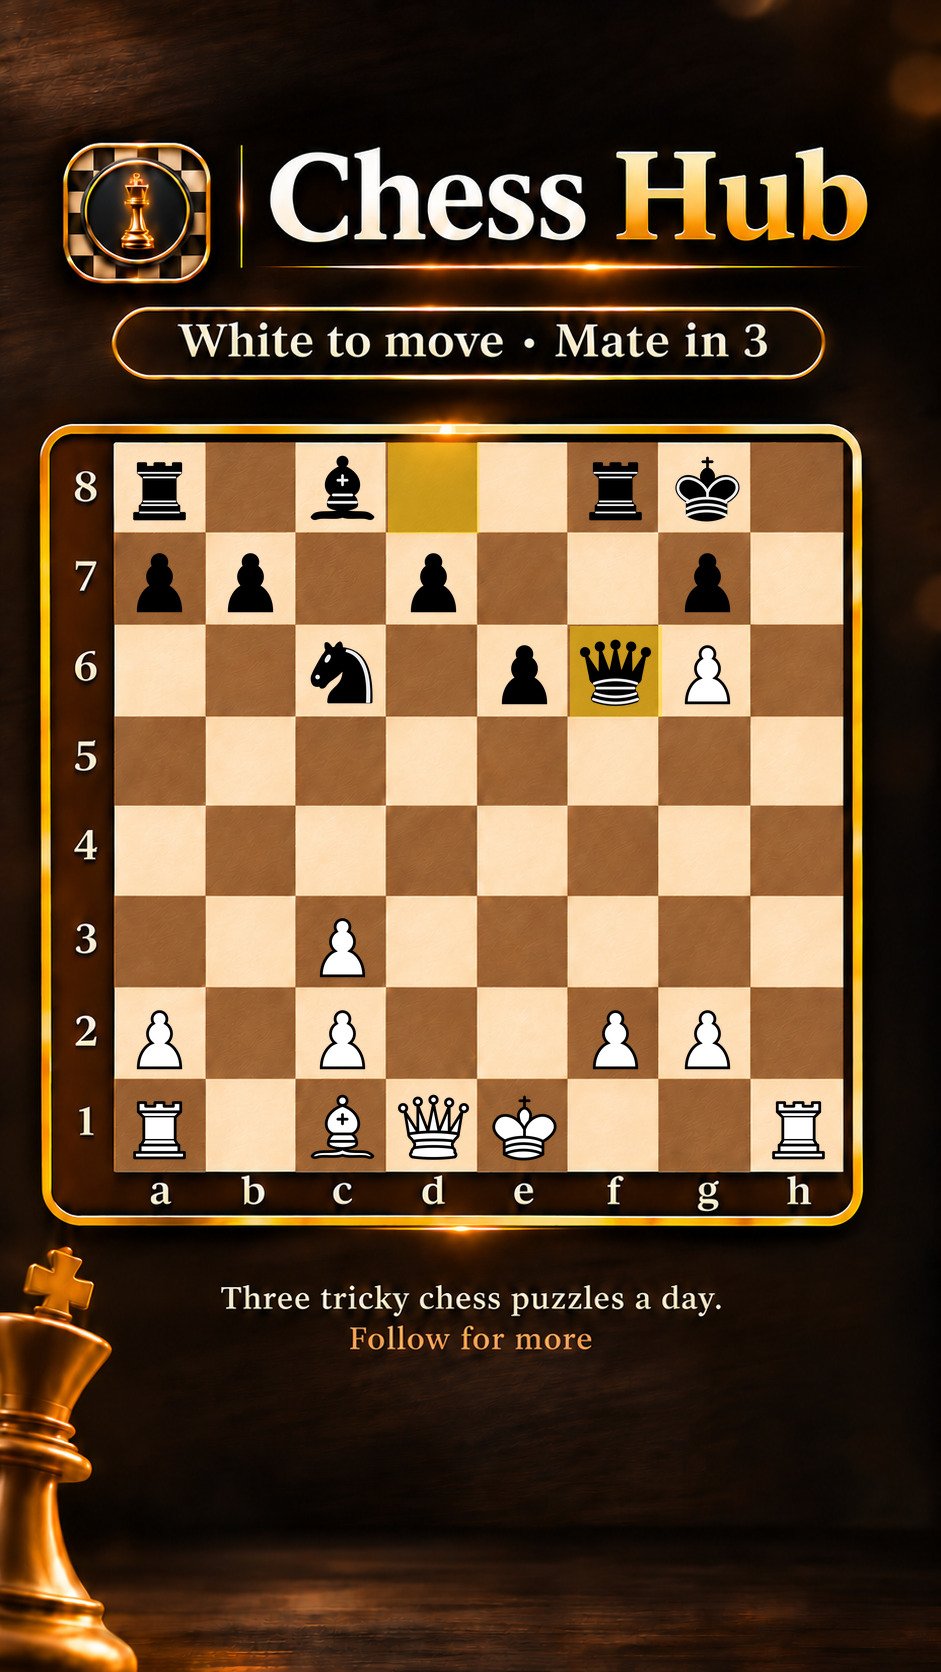 Chess Hub
White to move • Mate in 3
8
7
6
5
4
3
2
1
a b c d e f g h
Three tricky chess puzzles a day.
Follow for more